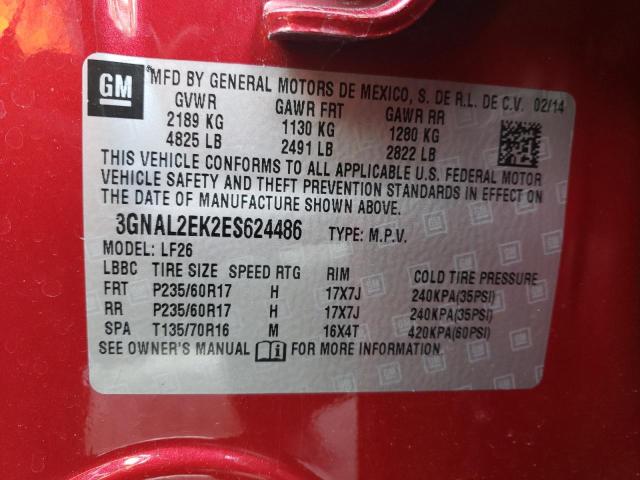 GM
MFD BY GENERAL MOTORS DE MEXICO, S. DE R.L. DE C.V. 02/14
GVWR GAWR FRT GAWR RR
2189 KG 1130 KG 1280 KG
4825 LB 2491 LB 2822 LB
THIS VEHICLE CONFORMS TO ALL APPLICABLE U.S. FEDERAL MOTOR
VEHICLE SAFETY AND THEFT PREVENTION STANDARDS IN EFFECT ON
THE DATE OF MANUFACTURE SHOWN ABOVE.
3GNAL2EK2ES624486 TYPE: M.P.V.
MODEL: LF26
LBBC TIRE SIZE SPEED RTG RIM COLD TIRE PRESSURE
FRT P235/60R17 H 17X7J 240KPA(35PSI)
RR P235/60R17 H 17X7J 240KPA(35PSI)
SPA T135/70R16 M 16X4T 420KPA(60PSI)
SEE OWNER'S MANUAL FOR MORE INFORMATION